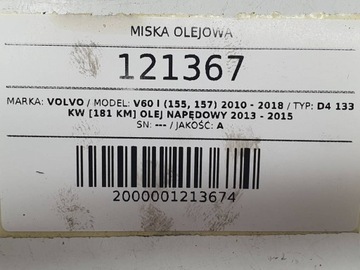 MISKA OLEJOWA
121367
MARKA: VOLVO / MODEL: V60 I (155, 157) 2010 - 2018 / TYP: D4 133
KW [181 KM] OLEJ NAPĘDOWY 2013 - 2015
SN: --- / JAKOŚĆ: A
2000001213674